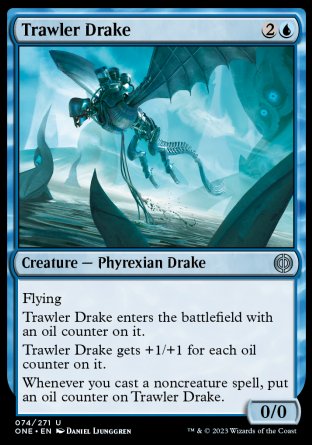 Trawler Drake 2
Creature — Phyrexian Drake
Flying
Trawler Drake enters the battlefield with
an oil counter on it.
Trawler Drake gets +1/+1 for each oil
counter on it.
Whenever you cast a noncreature spell, put
an oil counter on Trawler Drake.
0/0
074/271 U
ONE • EN Daniel Ljunggren
™ & © 2023 Wizards of the Coast